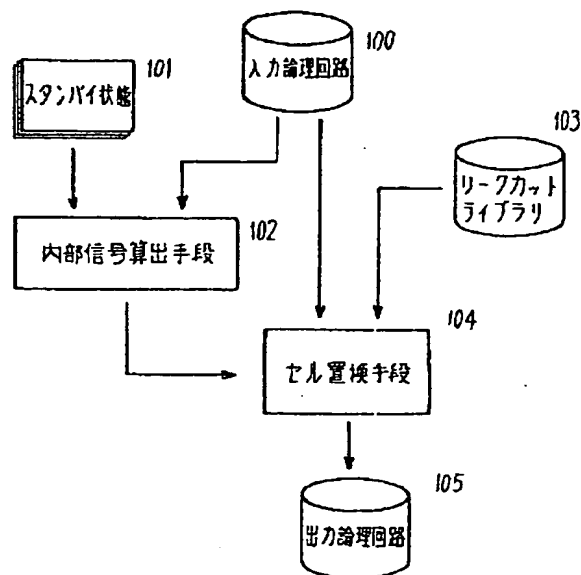 100
101
入力論理回路
スタンバイ状態
103
リークカット
ライブラリ
102
内部信号算出手段
104
セル置換手段
105
出力論理回路